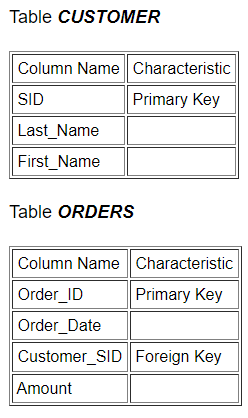 Table CUSTOMER
Column Name Characteristic
SID Primary Key
Last_Name
First_Name
Table ORDERS
Column Name Characteristic
Order_ID Primary Key
Order_Date
Customer_SID Foreign Key
Amount